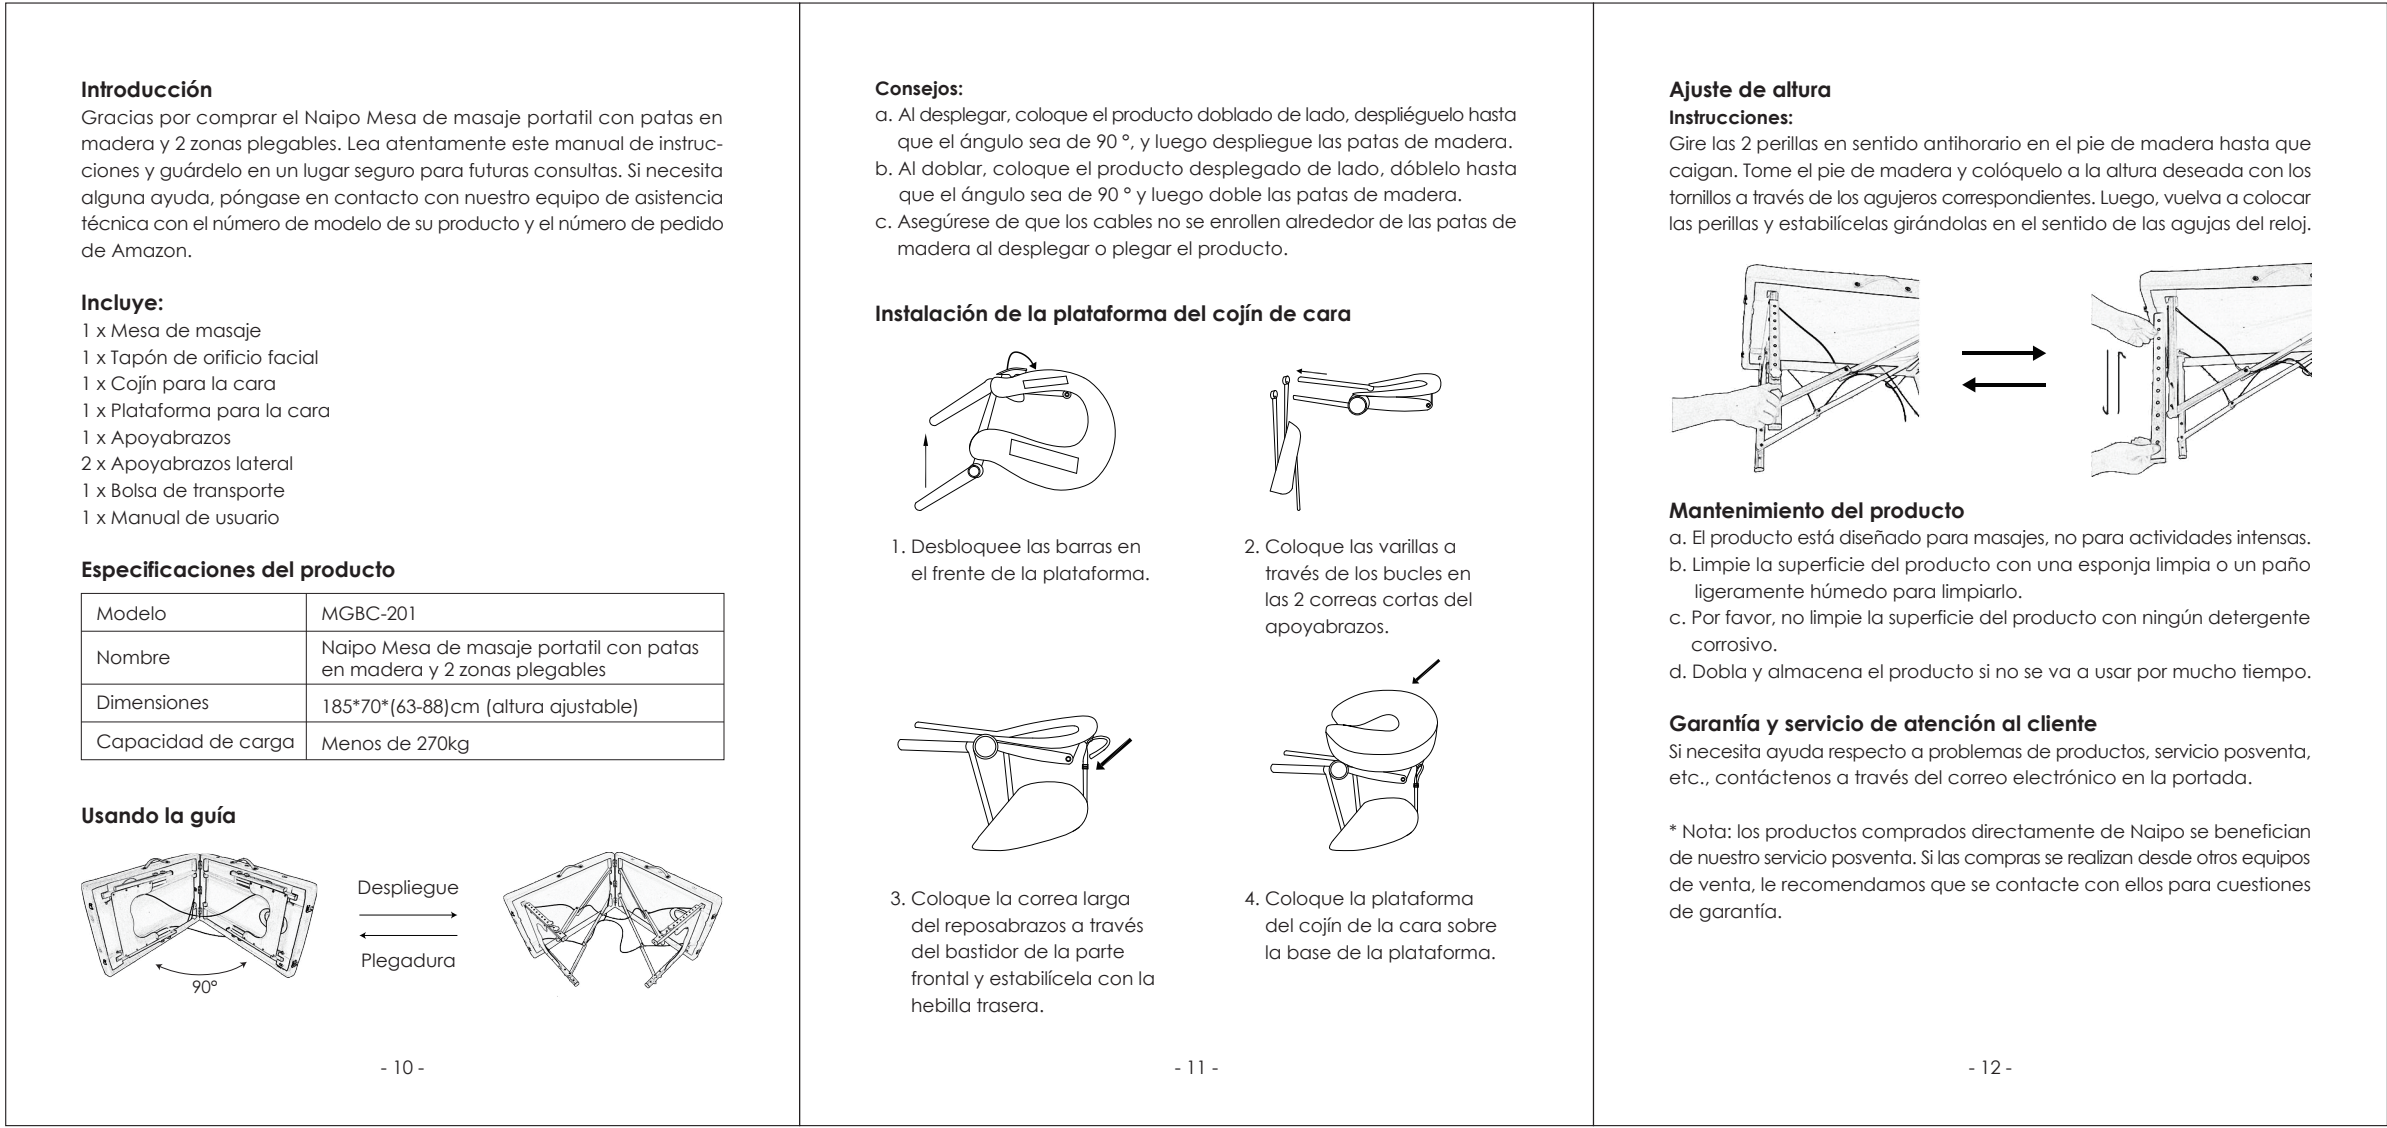 Introducción
Gracias por comprar el Naipo Mesa de masaje portatil con patas en
madera y 2 zonas plegables. Lea atentamente este manual de instruc-
ciones y guárdelo en un lugar seguro para futuras consultas. Si necesita
alguna ayuda, póngase en contacto con nuestro equipo de asistencia
técnica con el número de modelo de su producto y el número de pedido
de Amazon.
Incluye:
1 x Mesa de masaje
1 x Tapón de orificio facial
1 x Cojín para la cara
1 x Plataforma para la cara
1 x Apoyabrazos
2 x Apoyabrazos lateral
1 x Bolsa de transporte
1 x Manual de usuario
Especificaciones del producto
Modelo MGBC-201
Nombre Naipo Mesa de masaje portatil con patas
en madera y 2 zonas plegables
Dimensiones 185*70*(63-88)cm (altura ajustable)
Capacidad de carga Menos de 270kg
Usando la guía
Despliegue
Plegadura
90°
- 10 -
Consejos:
a. Al desplegar, coloque el producto doblado de lado, despliéguelo hasta
que el ángulo sea de 90 °, y luego despliegue las patas de madera.
b. Al doblar, coloque el producto desplegado de lado, dóblelo hasta
que el ángulo sea de 90 ° y luego doble las patas de madera.
c. Asegúrese de que los cables no se enrollen alrededor de las patas de
madera al desplegar o plegar el producto.
Instalación de la plataforma del cojín de cara
1. Desbloquee las barras en
el frente de la plataforma.
2. Coloque las varillas a
través de los bucles en
las 2 correas cortas del
apoyabrazos.
3. Coloque la correa larga
del reposabrazos a través
del bastidor de la parte
frontal y estabilícela con la
hebilla trasera.
4. Coloque la plataforma
del cojín de la cara sobre
la base de la plataforma.
- 11 -
Ajuste de altura
Instrucciones:
Gire las 2 perillas en sentido antihorario en el pie de madera hasta que
caigan. Tome el pie de madera y colóquelo a la altura deseada con los
tornillos a través de los agujeros correspondientes. Luego, vuelva a colocar
las perillas y estabilícelas girándolas en el sentido de las agujas del reloj.
Mantenimiento del producto
a. El producto está diseñado para masajes, no para actividades intensas.
b. Limpie la superficie del producto con una esponja limpia o un paño
ligeramente húmedo para limpiarlo.
c. Por favor, no limpie la superficie del producto con ningún detergente
corrosivo.
d. Dobla y almacena el producto si no se va a usar por mucho tiempo.
Garantía y servicio de atención al cliente
Si necesita ayuda respecto a problemas de productos, servicio posventa,
etc., contáctenos a través del correo electrónico en la portada.
* Nota: los productos comprados directamente de Naipo se benefician
de nuestro servicio posventa. Si las compras se realizan desde otros equipos
de venta, le recomendamos que se contacte con ellos para cuestiones
de garantía.
- 12 -